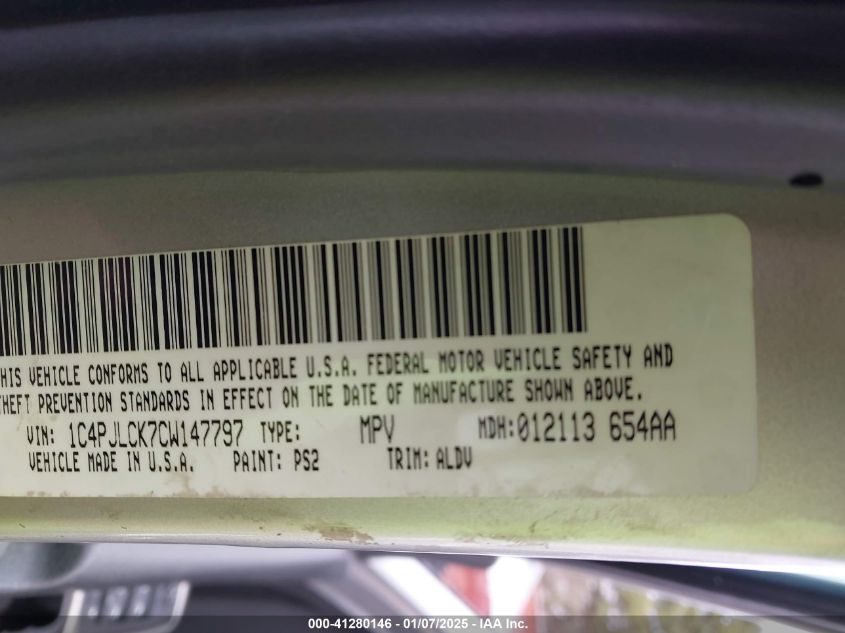 HIS VEHICLE CONFORMS TO ALL APPLICABLE U.S.A. FEDERAL MOTOR VEHICLE SAFETY AND
THEFT PREVENTION STANDARDS IN EFFECT ON THE DATE OF MANUFACTURE SHOWN ABOVE.
VIN: 1C4PJLCK7CW147797 TYPE: MPV MDH:012113 654AA
VEHICLE MADE IN U.S.A. PAINT: PS2 TRIM: ALDV
000-41280146 - 01/07/2025 - IAA Inc.